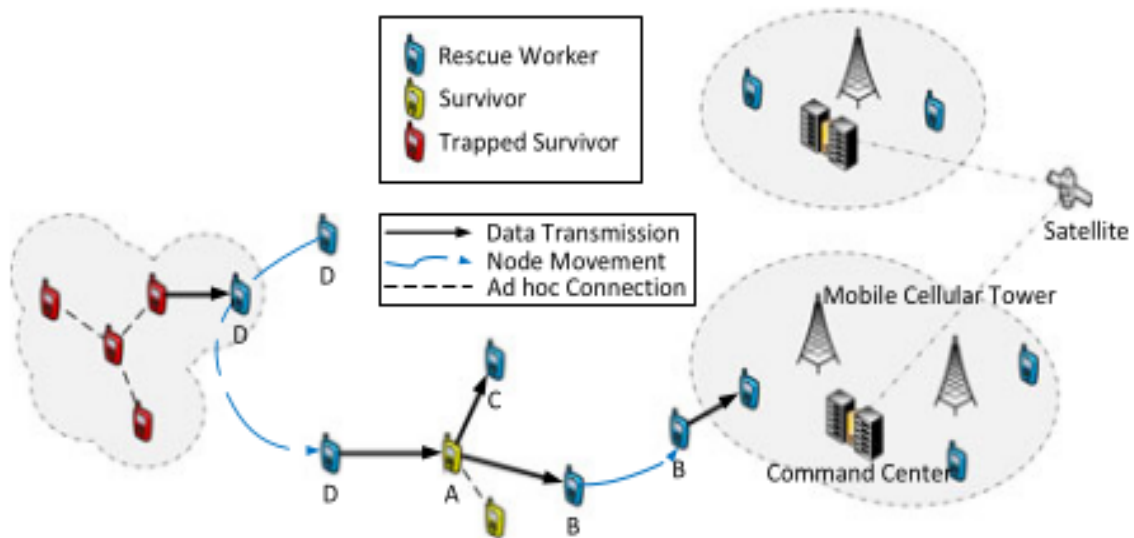 Rescue Worker
Survivor
Trapped Survivor
Data Transmission
Node Movement
Ad hoc Connection
Satellite
Mobile Cellular Tower
Command Center
D
D
D
A
C
B
B